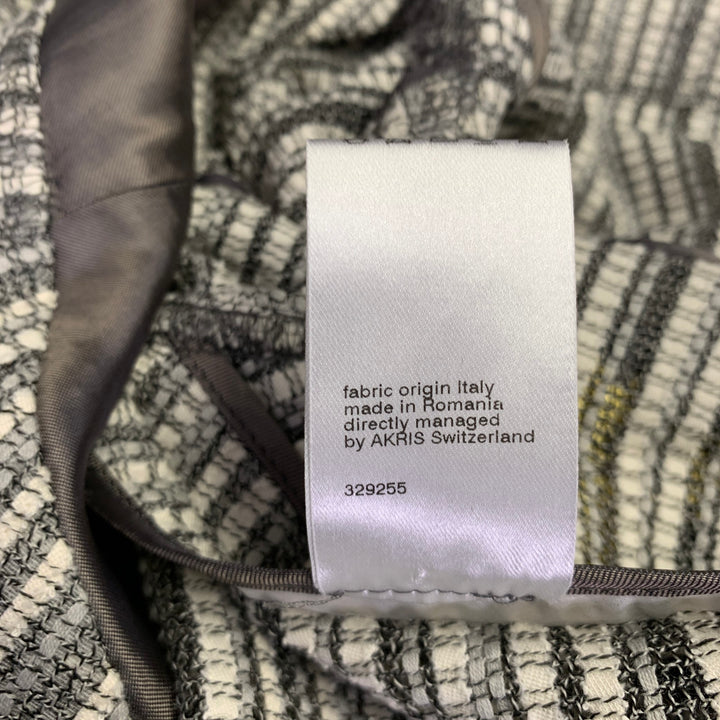 fabric origin Italy
made in Romania
directly managed
by AKRIS Switzerland
329255